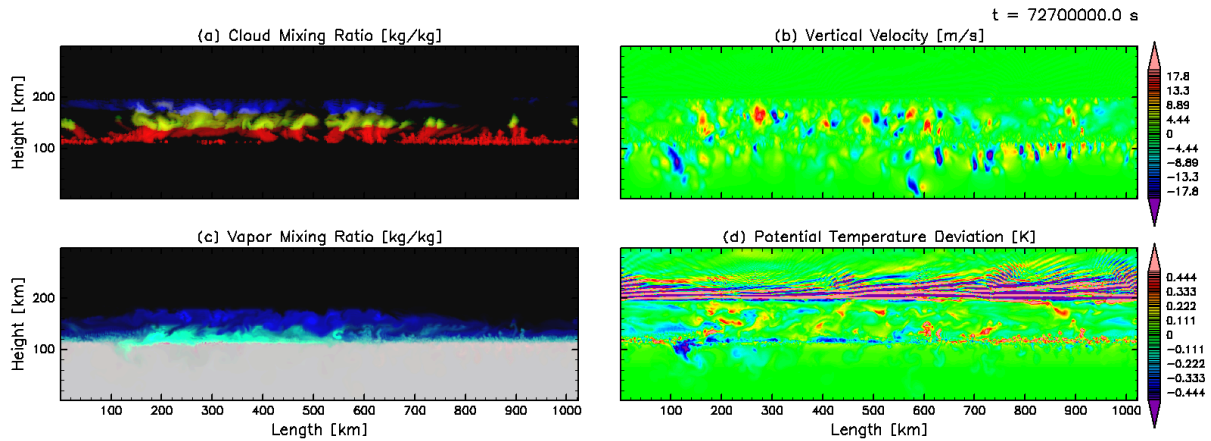 t = 72700000.0 s
(a) Cloud Mixing Ratio [kg/kg]
(b) Vertical Velocity [m/s]
Height [km]
200
100
17.8
13.3
8.89
4.44
0
-4.44
-8.89
-13.3
-17.8
(c) Vapor Mixing Ratio [kg/kg]
(d) Potential Temperature Deviation [K]
Height [km]
200
100
0.444
0.333
0.222
0.111
0
-0.111
-0.222
-0.333
-0.444
100 200 300 400 500 600 700 800 900 1000
100 200 300 400 500 600 700 800 900 1000
Length [km]
Length [km]